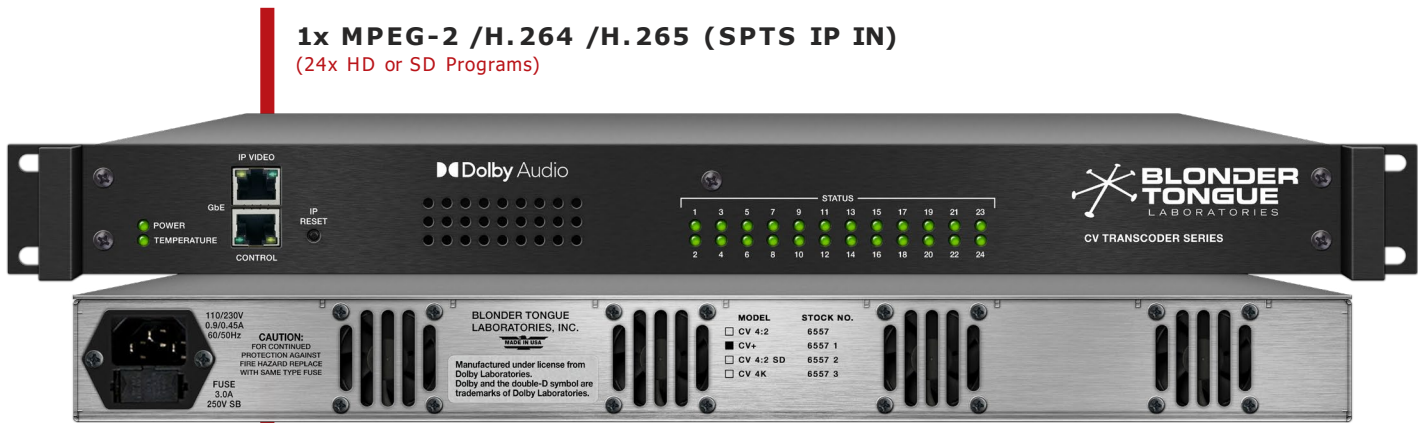 1x MPEG-2 /H.264 /H.265 (SPTS IP IN)
(24x HD or SD Programs)
IP VIDEO
GbE
IP
RESET
POWER
TEMPERATURE
CONTROL
Dolby Audio
STATUS
1 3 5 7 9 11 13 15 17 19 21 23
2 4 6 8 10 12 14 16 18 20 22 24
BLONDER
TONGUE
LABORATORIES
CV TRANSCODER SERIES
110/230V
0.9/0.45A
60/50Hz
CAUTION:
FOR CONTINUED
PROTECTION AGAINST
FIRE HAZARD REPLACE
WITH SAME TYPE FUSE
FUSE
3.0A
250V SB
BLONDER TONGUE
LABORATORIES, INC.
MADE IN USA
Manufactured under license from
Dolby Laboratories.
Dolby and the double-D symbol are
trademarks of Dolby Laboratories.
MODEL STOCK NO.
CV 4:2 6557
CV+ 6557 1
CV 4:2 SD 6557 2
CV 4K 6557 3